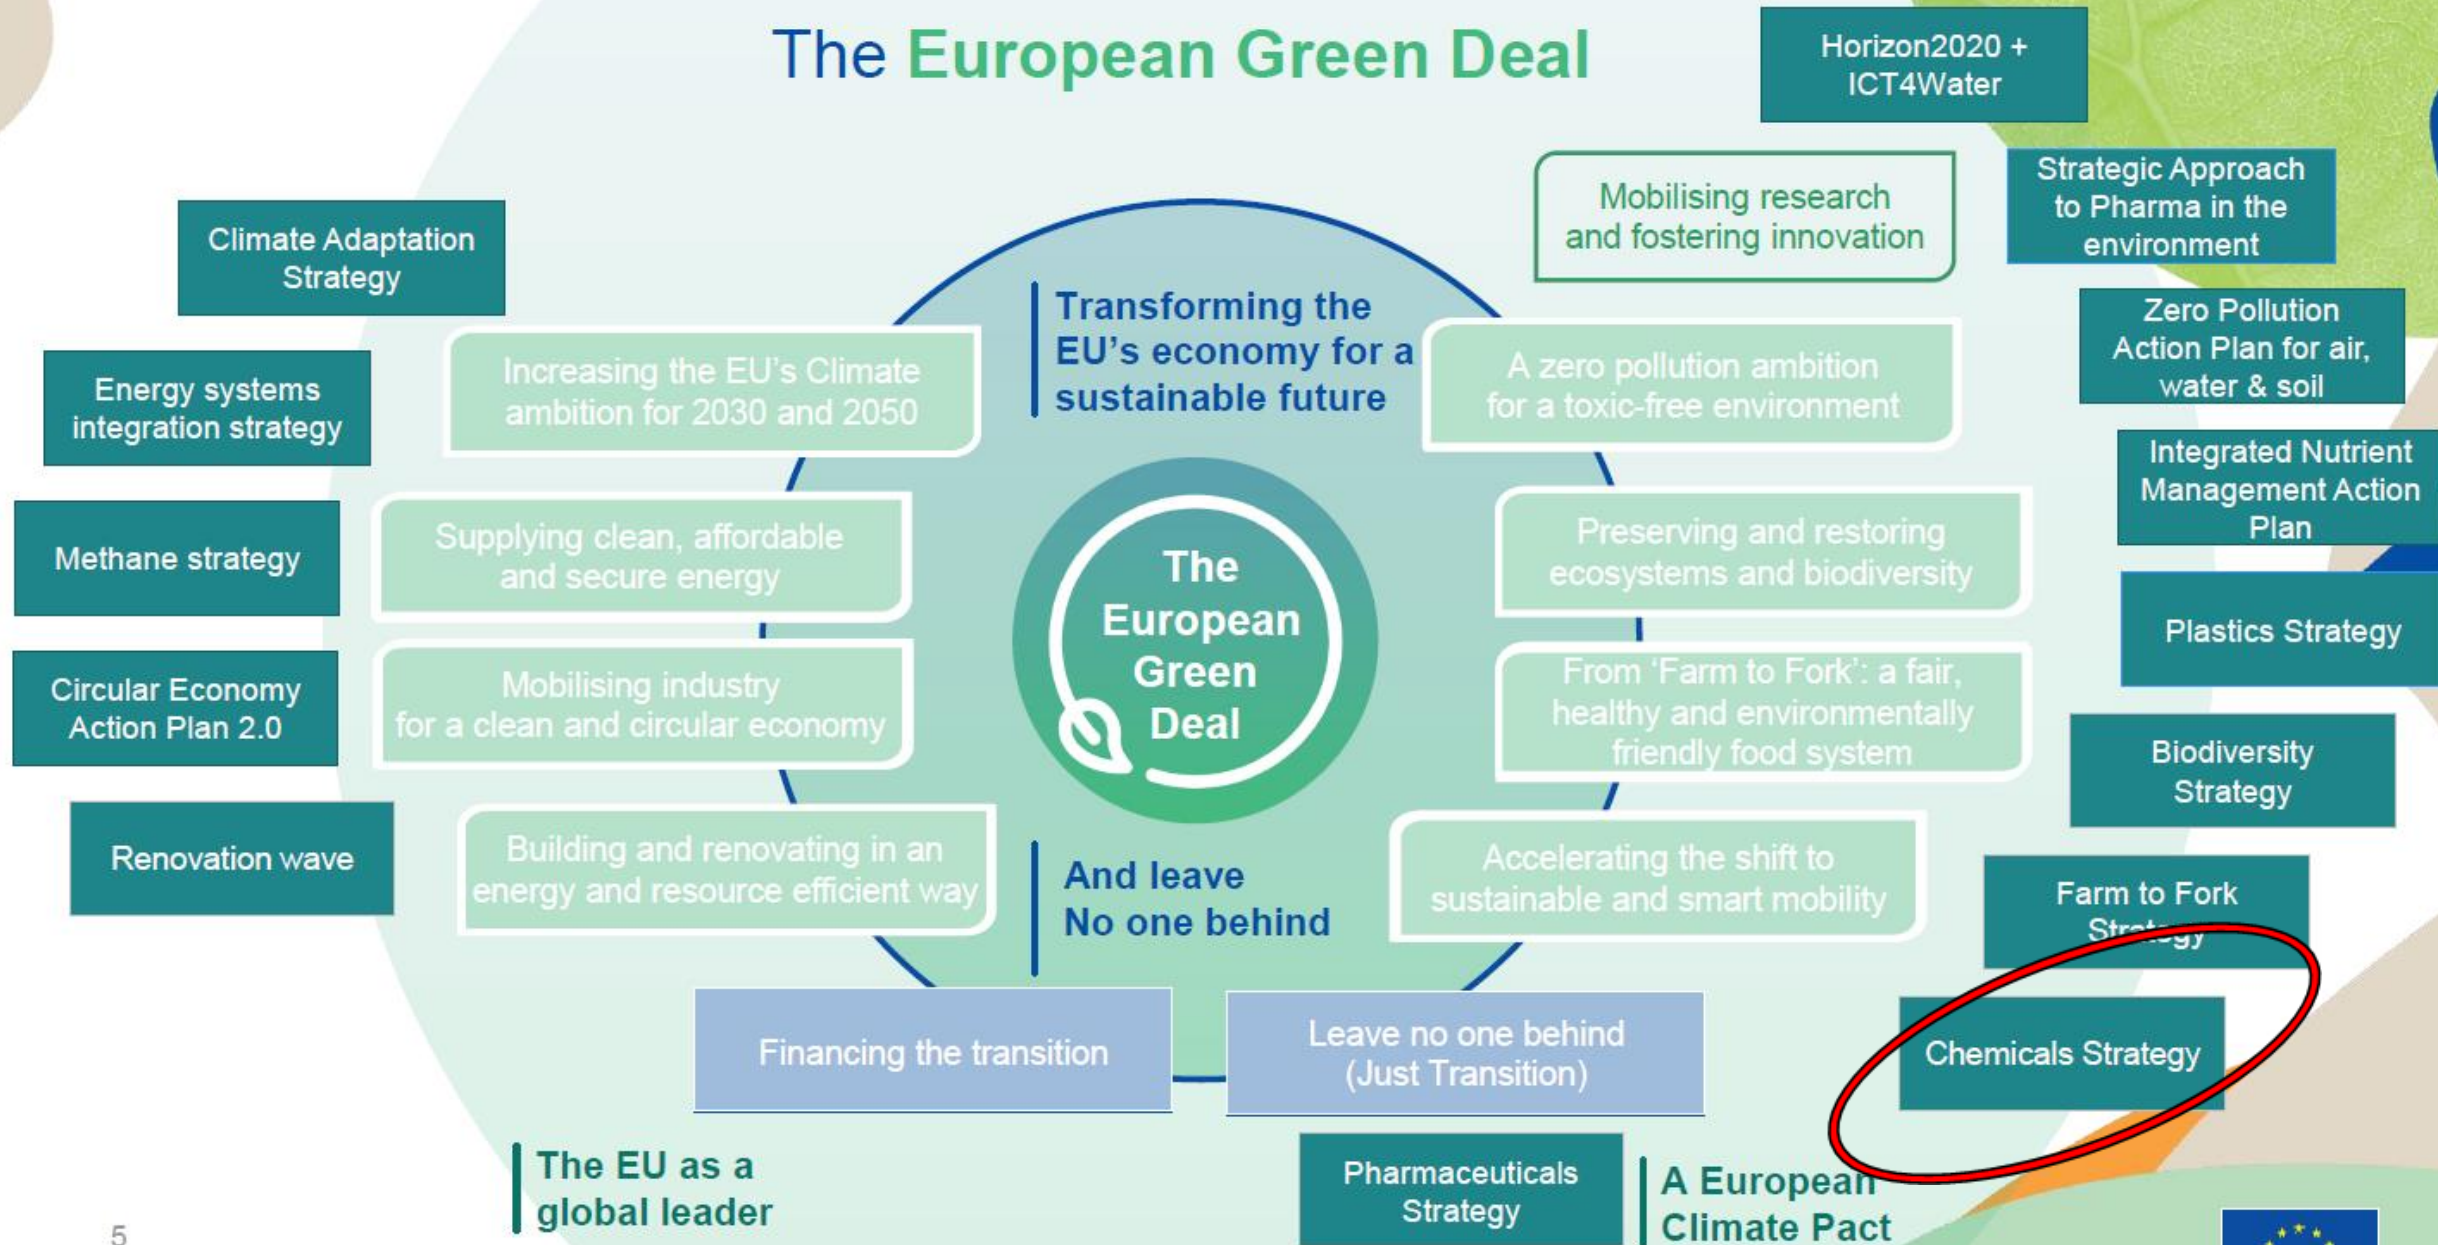 The European Green Deal
Horizon2020 +
ICT4Water
Mobilising research
and fostering innovation
Strategic Approach
to Pharma in the
environment
Climate Adaptation
Strategy
Transforming the
EU's economy for a
sustainable future
Zero Pollution
Action Plan for air,
water & soil
Energy systems
integration strategy
Increasing the EU's Climate
ambition for 2030 and 2050
A zero pollution ambition
for a toxic-free environment
Integrated Nutrient
Management Action
Plan
Methane strategy
Supplying clean, affordable
and secure energy
The
European
Green
Deal
Preserving and restoring
ecosystems and biodiversity
Plastics Strategy
Circular Economy
Action Plan 2.0
Mobilising industry
for a clean and circular economy
From 'Farm to Fork': a fair,
healthy and environmentally
friendly food system
Biodiversity
Strategy
Renovation wave
Building and renovating in an
energy and resource efficient way
And leave
No one behind
Accelerating the shift to
sustainable and smart mobility
Farm to Fork
Strategy
Financing the transition
Leave no one behind
(Just Transition)
Chemicals Strategy
The EU as a
global leader
Pharmaceuticals
Strategy
A European
Climate Pact
5